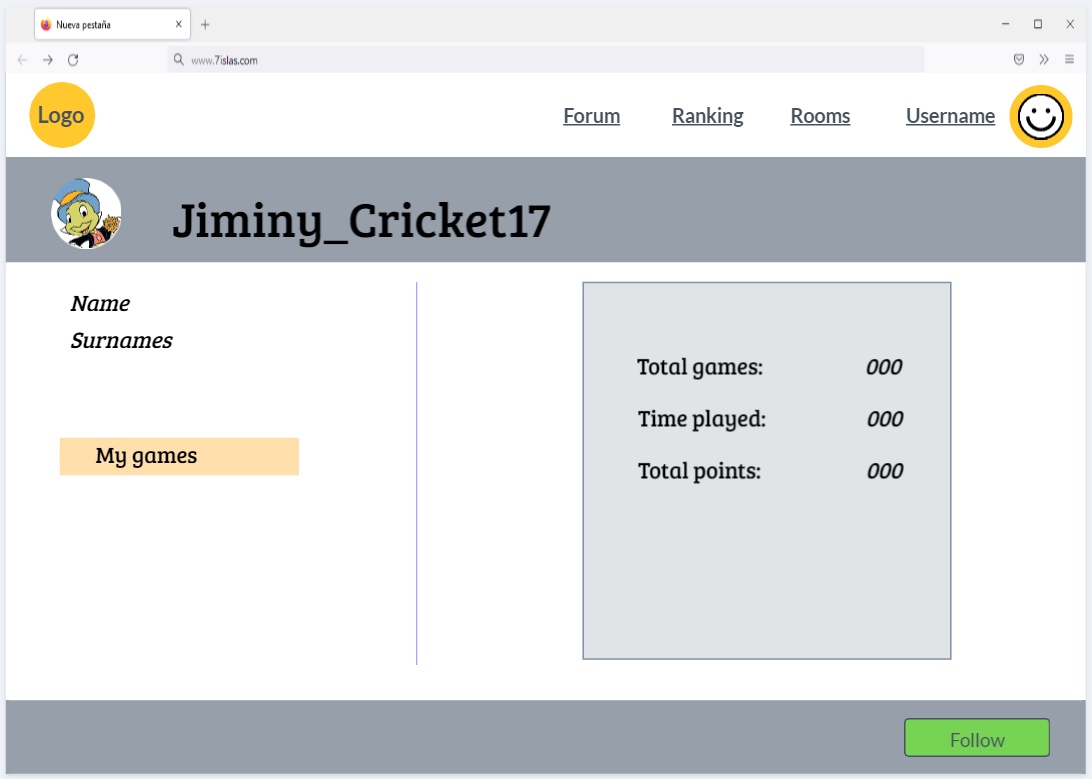 Nueva pestaña
www.7islas.com
Logo
Forum Ranking Rooms Username
Jiminy_Cricket17
Name
Surnames
My games
Total games: 000
Time played: 000
Total points: 000
Follow